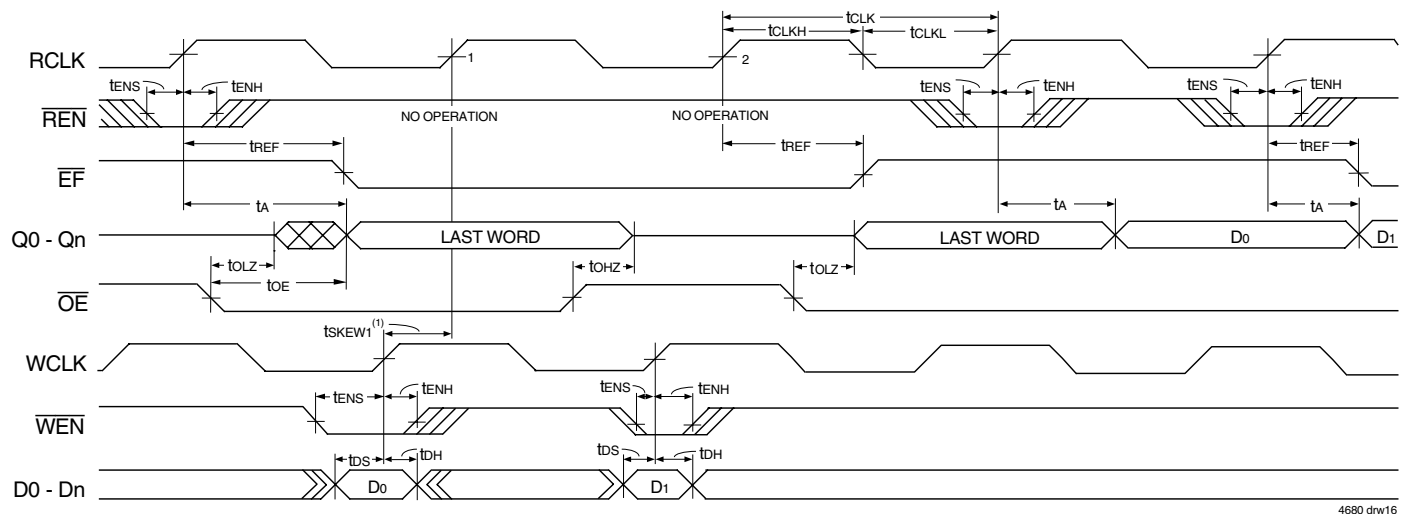 tCLK
tCLKH tCLKL
RCLK 1 2
tENS tENH tENS tENH tENS tENH
REN NO OPERATION NO OPERATION
tREF tREF tREF
EF
tA tA tA
Q0 - Qn LAST WORD LAST WORD D0 D1
tOLZ tOHZ tOLZ
tOE
OE
tSKEW1(1)
WCLK
tENS tENH tENS tENH
WEN
tDS tDH tDS tDH
D0 - Dn D0 D1
4680 drw16